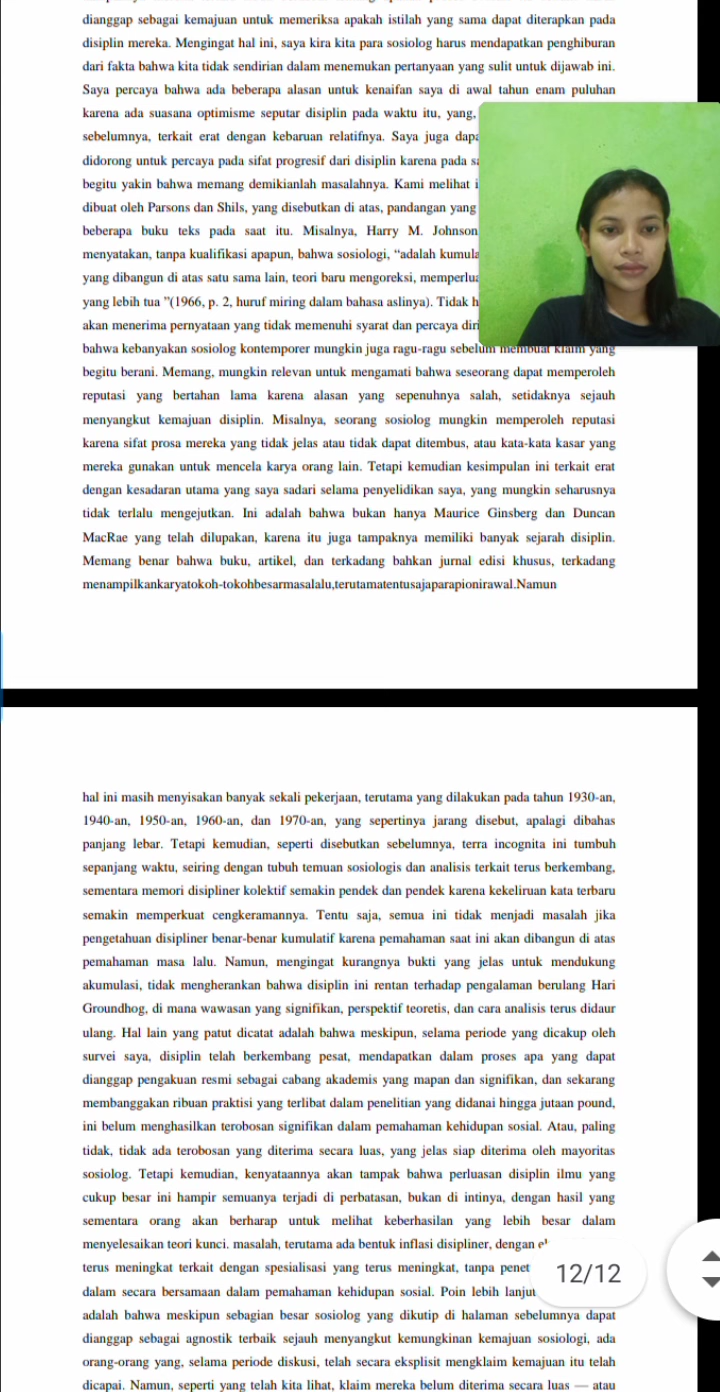 dianggap sebagai kemajuan untuk memeriksa apakah istilah yang sama dapat diterapkan pada
disiplin mereka. Mengingat hal ini, saya kira kita para sosiolog harus mendapatkan penghiburan
dari fakta bahwa kita tidak sendirian dalam menemukan pertanyaan yang sulit untuk dijawab ini.
Saya percaya bahwa ada beberapa alasan untuk kenaifan saya di awal tahun enam puluhan
karena ada suasana optimisme seputar disiplin pada waktu itu, yang,
sebelumnya, terkait erat dengan kebaruan relatifnya. Saya juga
didorong untuk percaya pada sifat progresif dari disiplin karena pada
begitu yakin bahwa memang demikianlah masalahnya. Kami melihat
dibuat oleh Parsons dan Shils, yang disebutkan di atas, pandangan yang
beberapa buku teks pada saat itu. Misalnya, Harry M. Johnson
menyatakan, tanpa kualifikasi apapun, bahwa sosiologi, “adalah
yang dibangun di atas satu sama lain, teori baru mengoreksi,
yang lebih tua ”(1966, p. 2, huruf miring dalam bahasa aslinya). Tidak
akan menerima pernyataan yang tidak memenuhi syarat dan percaya
bahwa kebanyakan sosiolog kontemporer mungkin juga ragu-ragu sebelum membuat klaim yang
begitu berani. Memang, mungkin relevan untuk mengamati bahwa seseorang dapat memperoleh
reputasi yang bertahan lama karena alasan yang sepenuhnya salah, setidaknya sejauh
menyangkut kemajuan disiplin. Misalnya, seorang sosiolog mungkin memperoleh reputasi
karena sifat prosa mereka yang tidak jelas atau tidak dapat ditembus, atau kata-kata kasar yang
mereka gunakan untuk mencela karya orang lain. Tetapi kemudian kesimpulan ini terkait erat
dengan kesadaran utama yang saya sadari selama penyelidikan saya, yang mungkin seharusnya
tidak terlalu mengejutkan. Ini adalah bahwa bukan hanya Maurice Ginsberg dan Duncan
MacRae yang telah dilupakan, karena itu juga tampaknya memiliki banyak sejarah disiplin.
Memang benar bahwa buku, artikel, dan terkadang bahkan jurnal edisi khusus, terkadang
menampilkankaryatokoh-tokohbesarmasalalu,terutamatentusajaparapionirawal.Namun
hal ini masih menyisakan banyak sekali pekerjaan, terutama yang dilakukan pada tahun 1930-an,
1940-an, 1950-an, 1960-an, dan 1970-an, yang sepertinya jarang disebut, apalagi dibahas
panjang lebar. Tetapi kemudian, seperti disebutkan sebelumnya, terra incognita ini tumbuh
sepanjang waktu, seiring dengan tubuh temuan sosiologis dan analisis terkait terus berkembang,
sementara memori disipliner kolektif semakin pendek dan pendek karena kekeliruan kata terbaru
semakin memperkuat cengkeramannya. Tentu saja, semua ini tidak menjadi masalah jika
pengetahuan disipliner benar-benar kumulatif karena pemahaman saat ini akan dibangun di atas
pemahaman masa lalu. Namun, mengingat kurangnya bukti yang jelas untuk mendukung
akumulasi, tidak mengherankan bahwa disiplin ini rentan terhadap pengalaman berulang Hari
Groundhog, di mana wawasan yang signifikan, perspektif teoretis, dan cara analisis terus didaur
ulang. Hal lain yang patut dicatat adalah bahwa meskipun, selama periode yang dicakup oleh
survei saya, disiplin telah berkembang pesat, mendapatkan dalam proses apa yang dapat
dianggap pengakuan resmi sebagai cabang akademis yang mapan dan signifikan, dan sekarang
membanggakan ribuan praktisi yang terlibat dalam penelitian yang didanai hingga jutaan pound,
ini belum menghasilkan terobosan signifikan dalam pemahaman kehidupan sosial. Atau, paling
tidak, tidak ada terobosan yang diterima secara luas, yang jelas siap diterima oleh mayoritas
sosiolog. Tetapi kemudian, kenyataannya akan tampak bahwa perluasan disiplin ilmu yang
cukup besar ini hampir semuanya terjadi di perbatasan, bukan di intinya, dengan hasil yang
sementara orang akan berharap untuk melihat keberhasilan yang lebih besar dalam
menyelesaikan teori kunci. masalah, terutama ada bentuk inflasi disipliner, dengan
terus meningkat terkait dengan spesialisasi yang terus meningkat, tanpa
dalam secara bersamaan dalam pemahaman kehidupan sosial. Poin lebih
adalah bahwa meskipun sebagian besar sosiolog yang dikutip di halaman sebelumnya dapat
dianggap sebagai agnostik terbaik sejauh menyangkut kemungkinan kemajuan sosiologi, ada
orang-orang yang, selama periode diskusi, telah secara eksplisit mengklaim kemajuan itu telah
dicapai. Namun, seperti yang telah kita lihat, klaim mereka belum diterima secara luas — atau
12/12